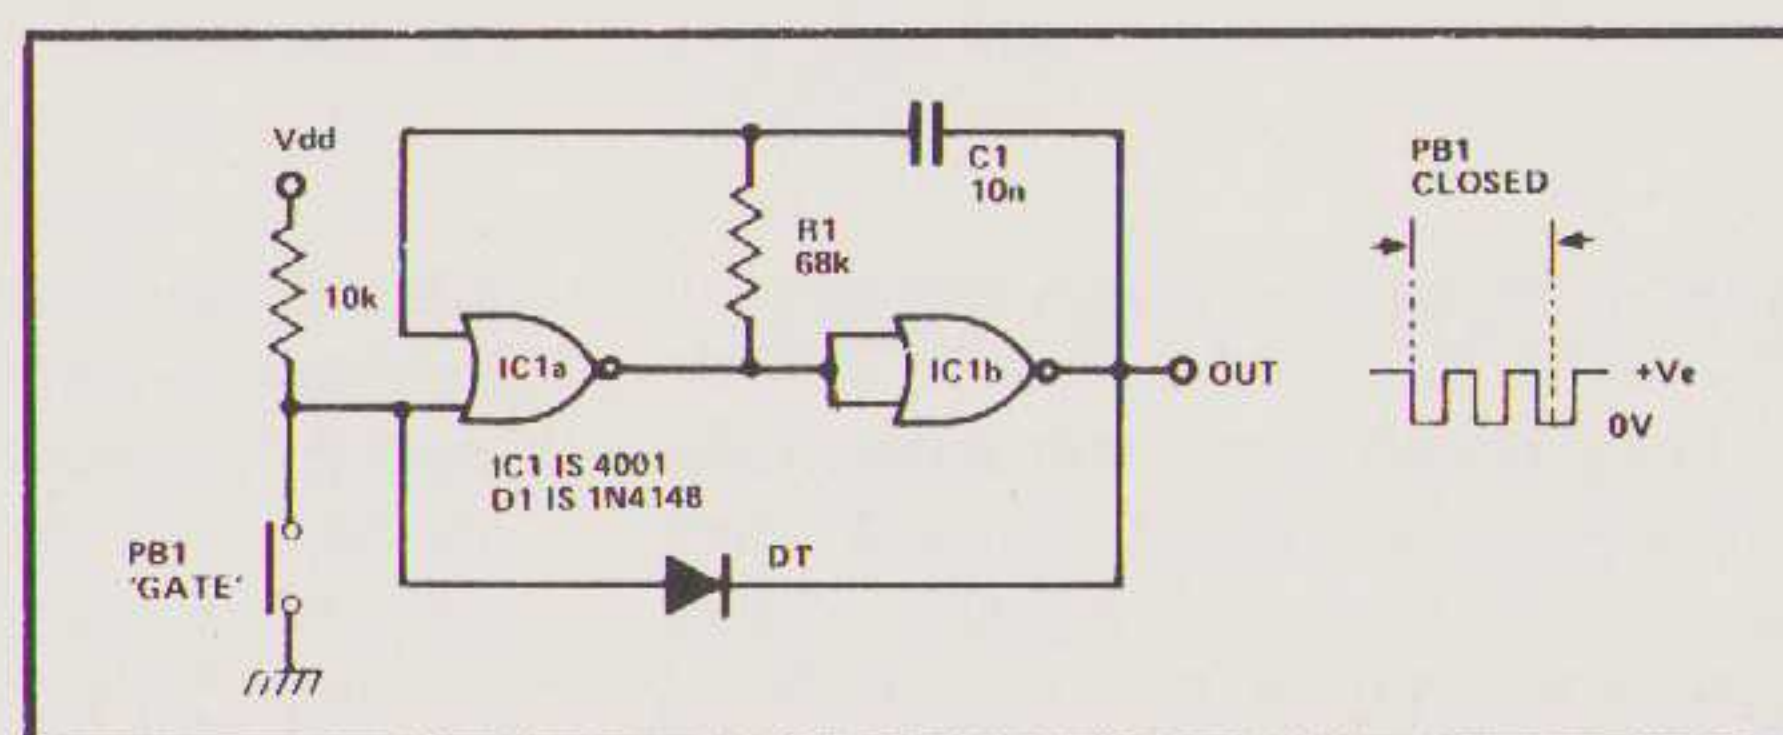 Vdd
10k
C1
10n
R1
68k
IC1a
IC1b
OUT
IC1 IS 4001
D1 IS 1N4148
D1
PB1
'GATE'
PB1
CLOSED
+Ve
0V